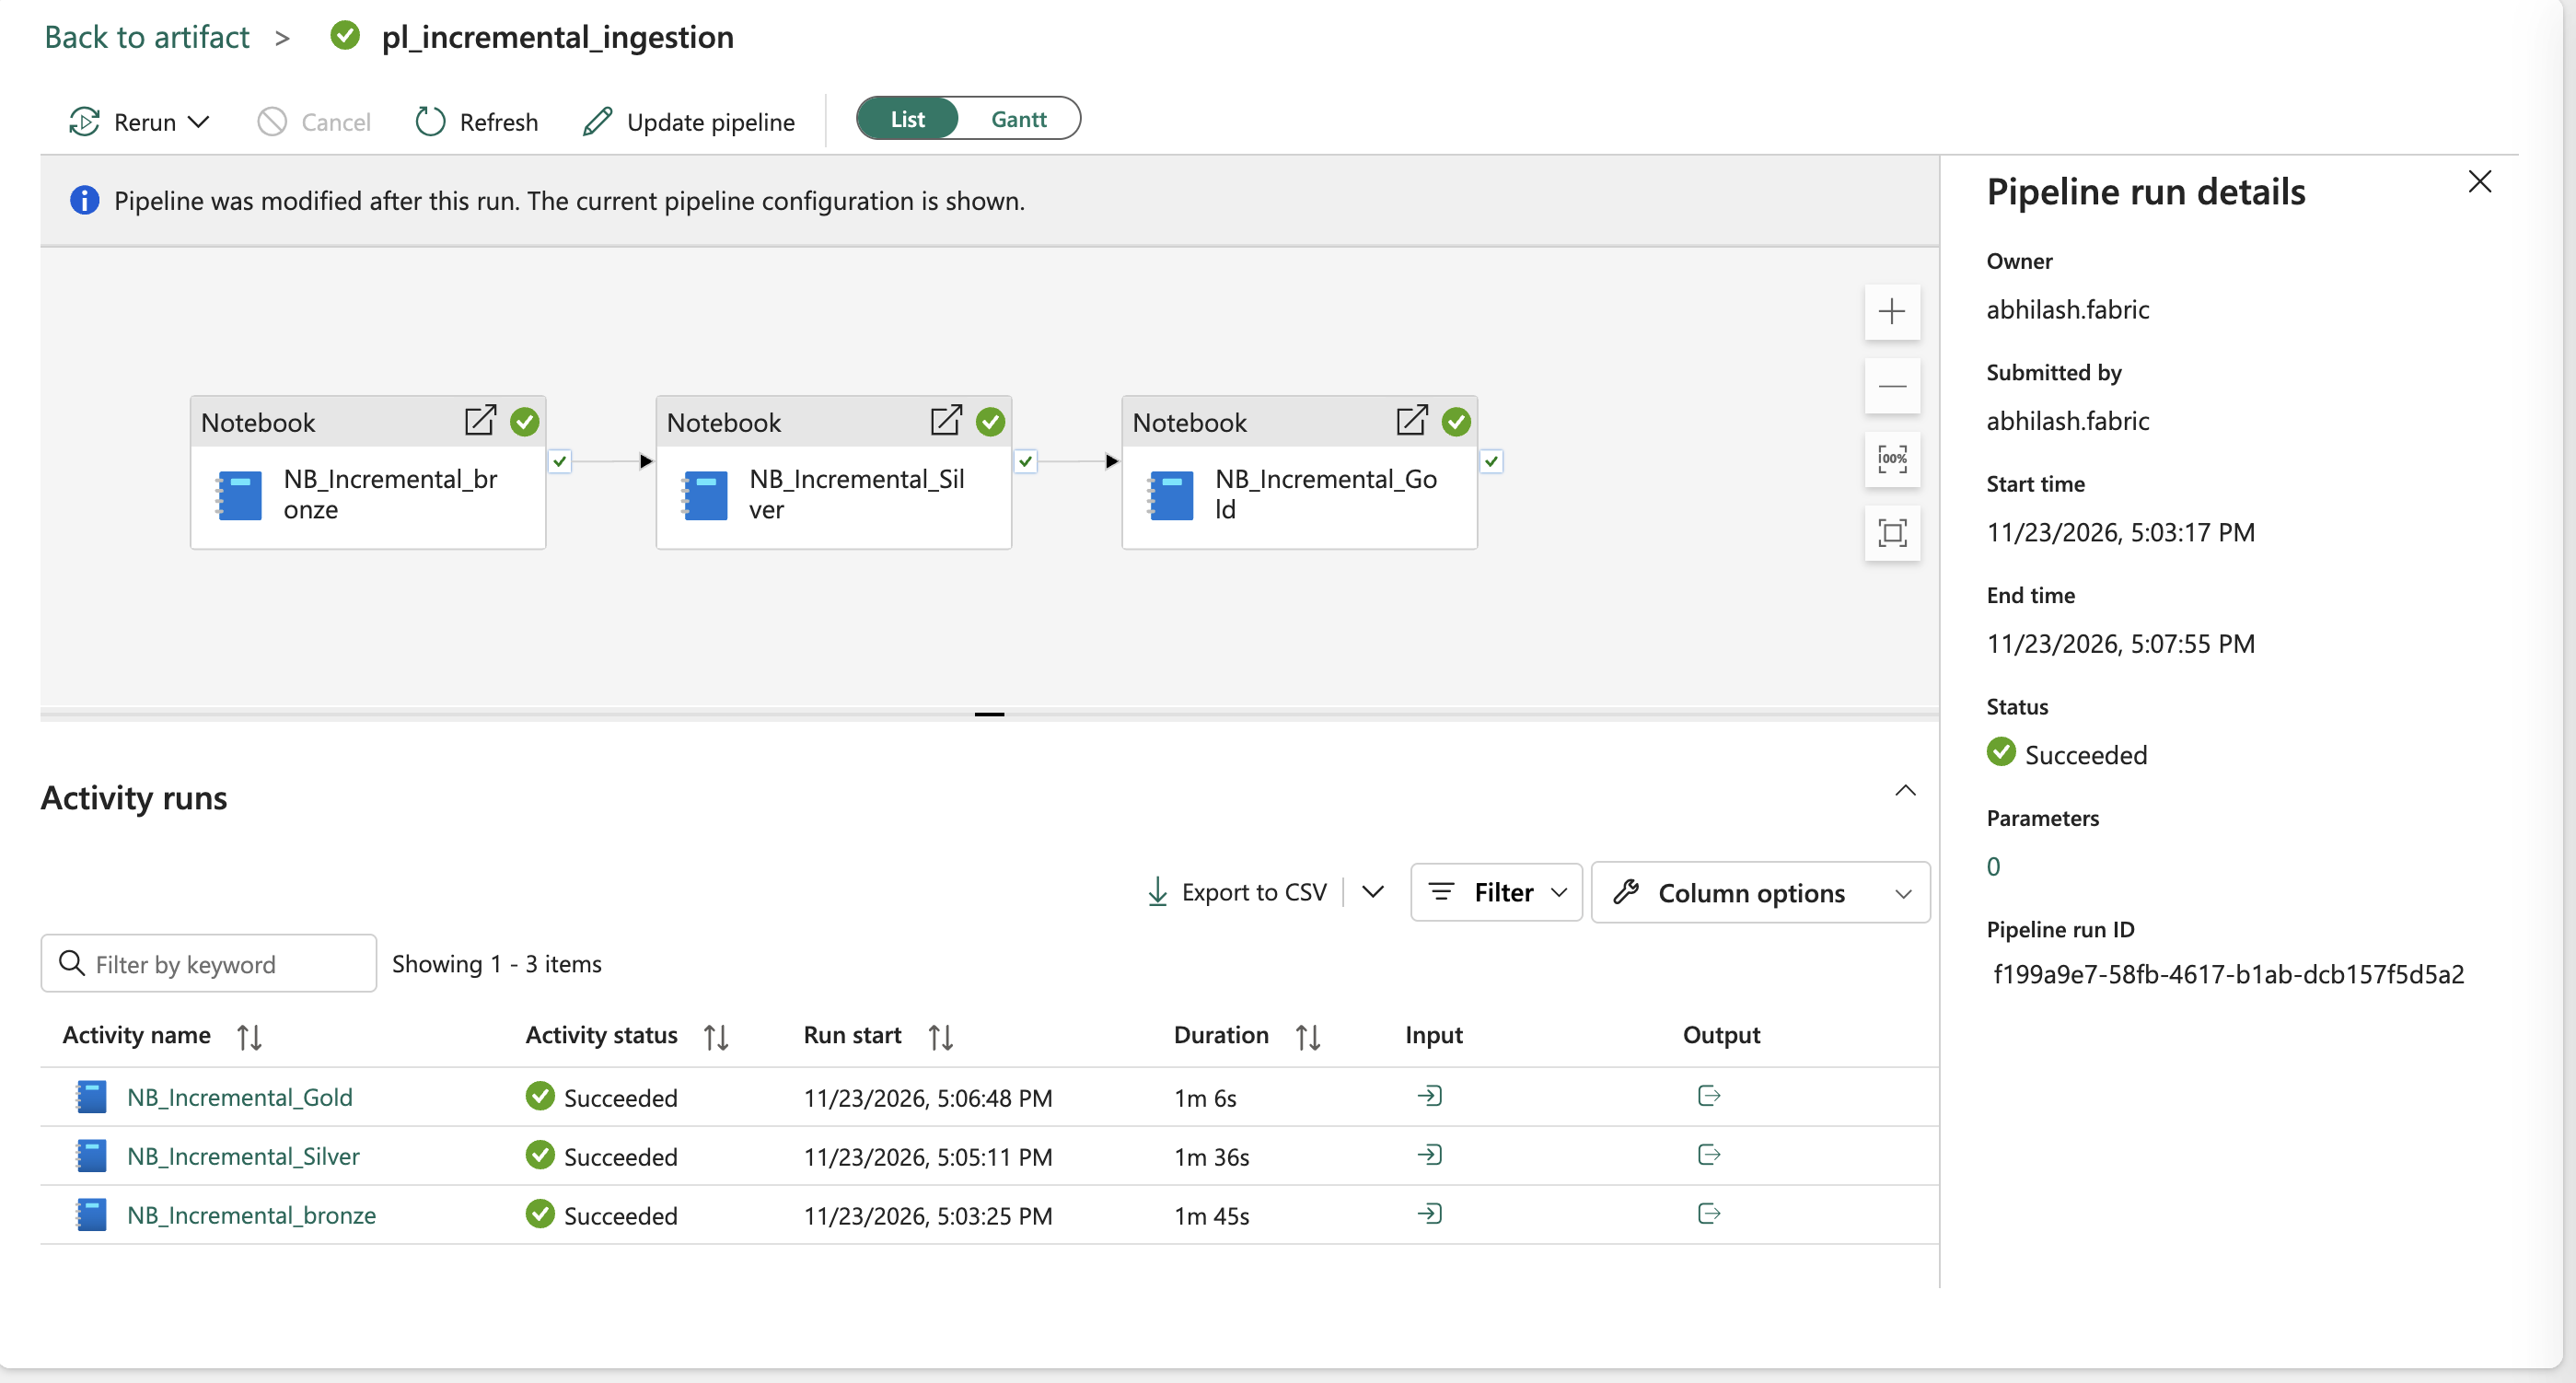 Back to artifact > pl_incremental_ingestion
Rerun Cancel Refresh Update pipeline List Gantt
Pipeline was modified after this run. The current pipeline configuration is shown.
Notebook
NB_Incremental_br
onze
Notebook
NB_Incremental_Sil
ver
Notebook
NB_Incremental_Go
ld
100%
Activity runs
Export to CSV Filter Column options
Filter by keyword Showing 1 - 3 items
Activity name Activity status Run start Duration Input Output
NB_Incremental_Gold Succeeded 11/23/2026, 5:06:48 PM 1m 6s
NB_Incremental_Silver Succeeded 11/23/2026, 5:05:11 PM 1m 36s
NB_Incremental_bronze Succeeded 11/23/2026, 5:03:25 PM 1m 45s
Pipeline run details
Owner
abhilash.fabric
Submitted by
abhilash.fabric
Start time
11/23/2026, 5:03:17 PM
End time
11/23/2026, 5:07:55 PM
Status
Succeeded
Parameters
0
Pipeline run ID
f199a9e7-58fb-4617-b1ab-dcb157f5d5a2